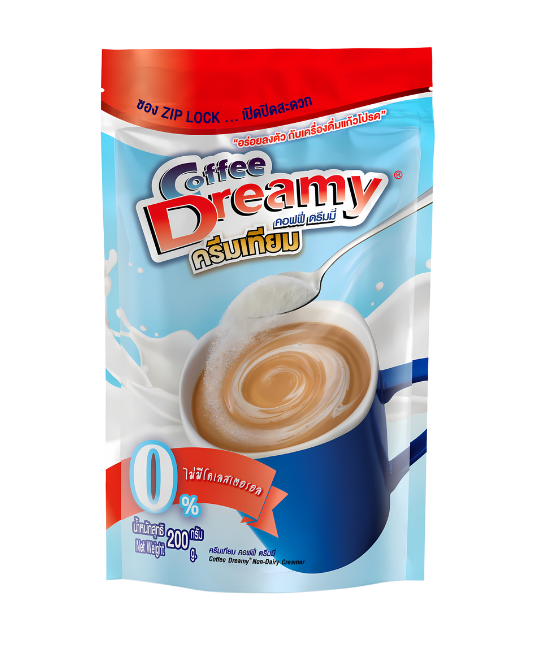 ซอง ZIP LOCK ... เปิดปิดสะดวก
"อร่อยลงตัว กับเครื่องดื่มแก้วโปรด"
Coffee
Dreamy ®
คอฟฟี่ ดรีมมี่
ครีมเทียม
0%
ไม่มีโคเลสเตอรอล
น้ำหนักสุทธิ 200 กรัม
Net Weight 200 g.
ครีมเทียม คอฟฟี่ ดรีมมี่
Coffee Dreamy® Non-Dairy Creamer